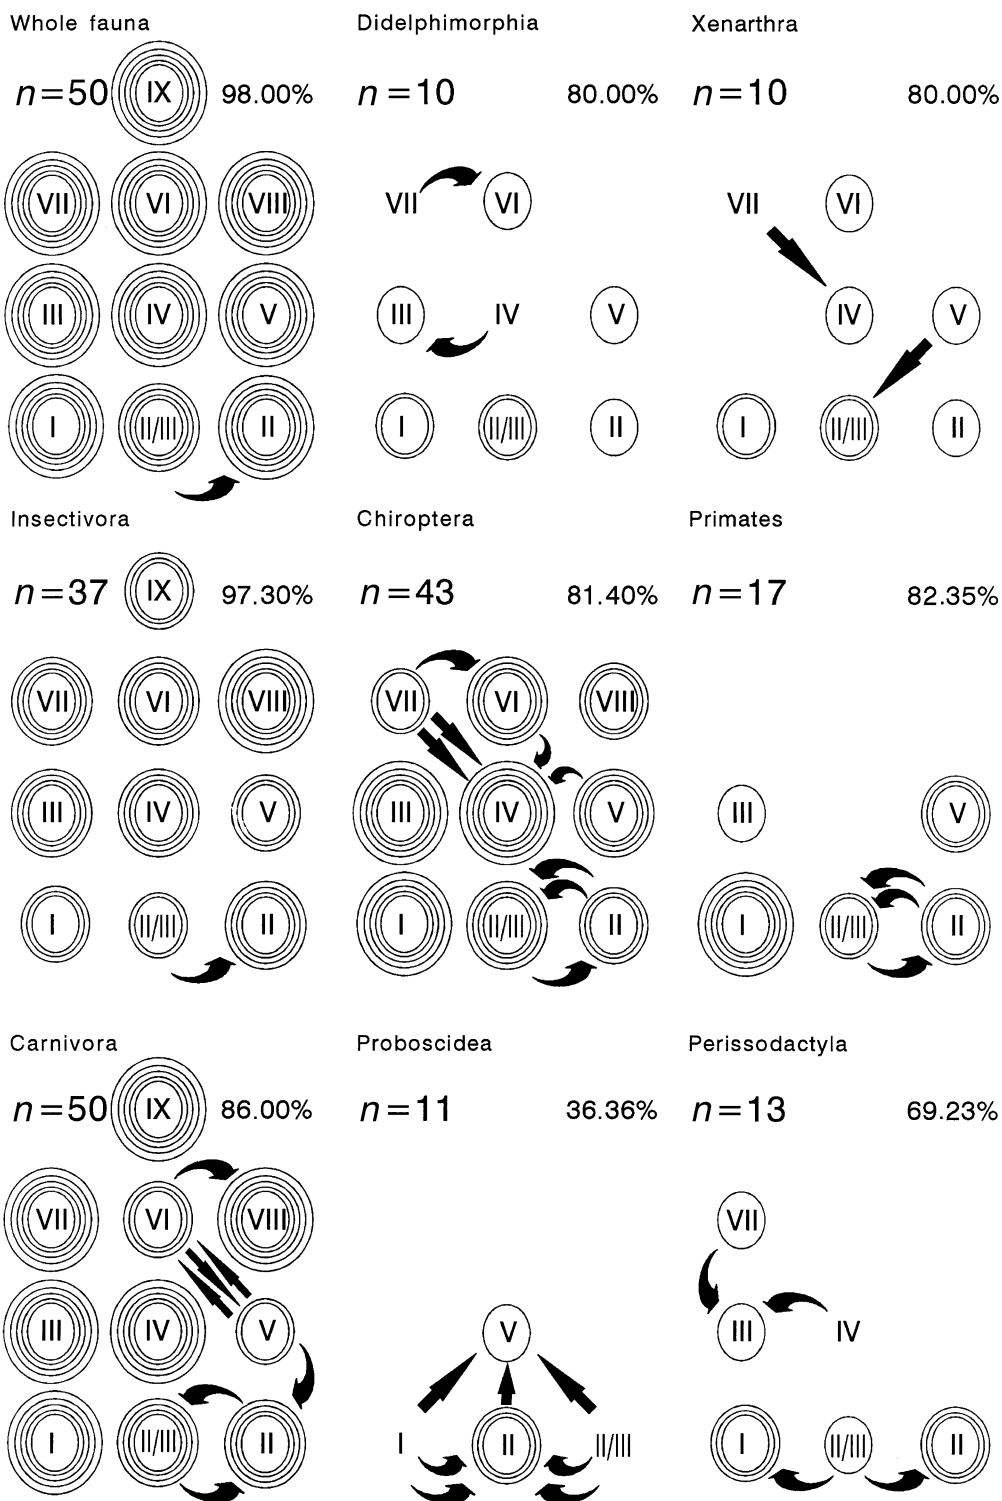 Whole fauna Didelphimorphia Xenarthra
n=50 IX 98.00% n=10 80.00% n=10 80.00%
VII VI VIII VII VI VII VI
III IV V III IV V IV V
I II/III II I II/III II I II/III II
Insectivora Chiroptera Primates
n=37 IX 97.30% n=43 81.40% n=17 82.35%
VII VI VIII VII VI VIII
III IV V III IV V III V
I II/III II I II/III II I II/III II
Carnivora Proboscidea Perissodactyla
n=50 IX 86.00% n=11 36.36% n=13 69.23%
VII VI VIII VII
III IV V V III IV
I II/III II I II II/III I II/III II